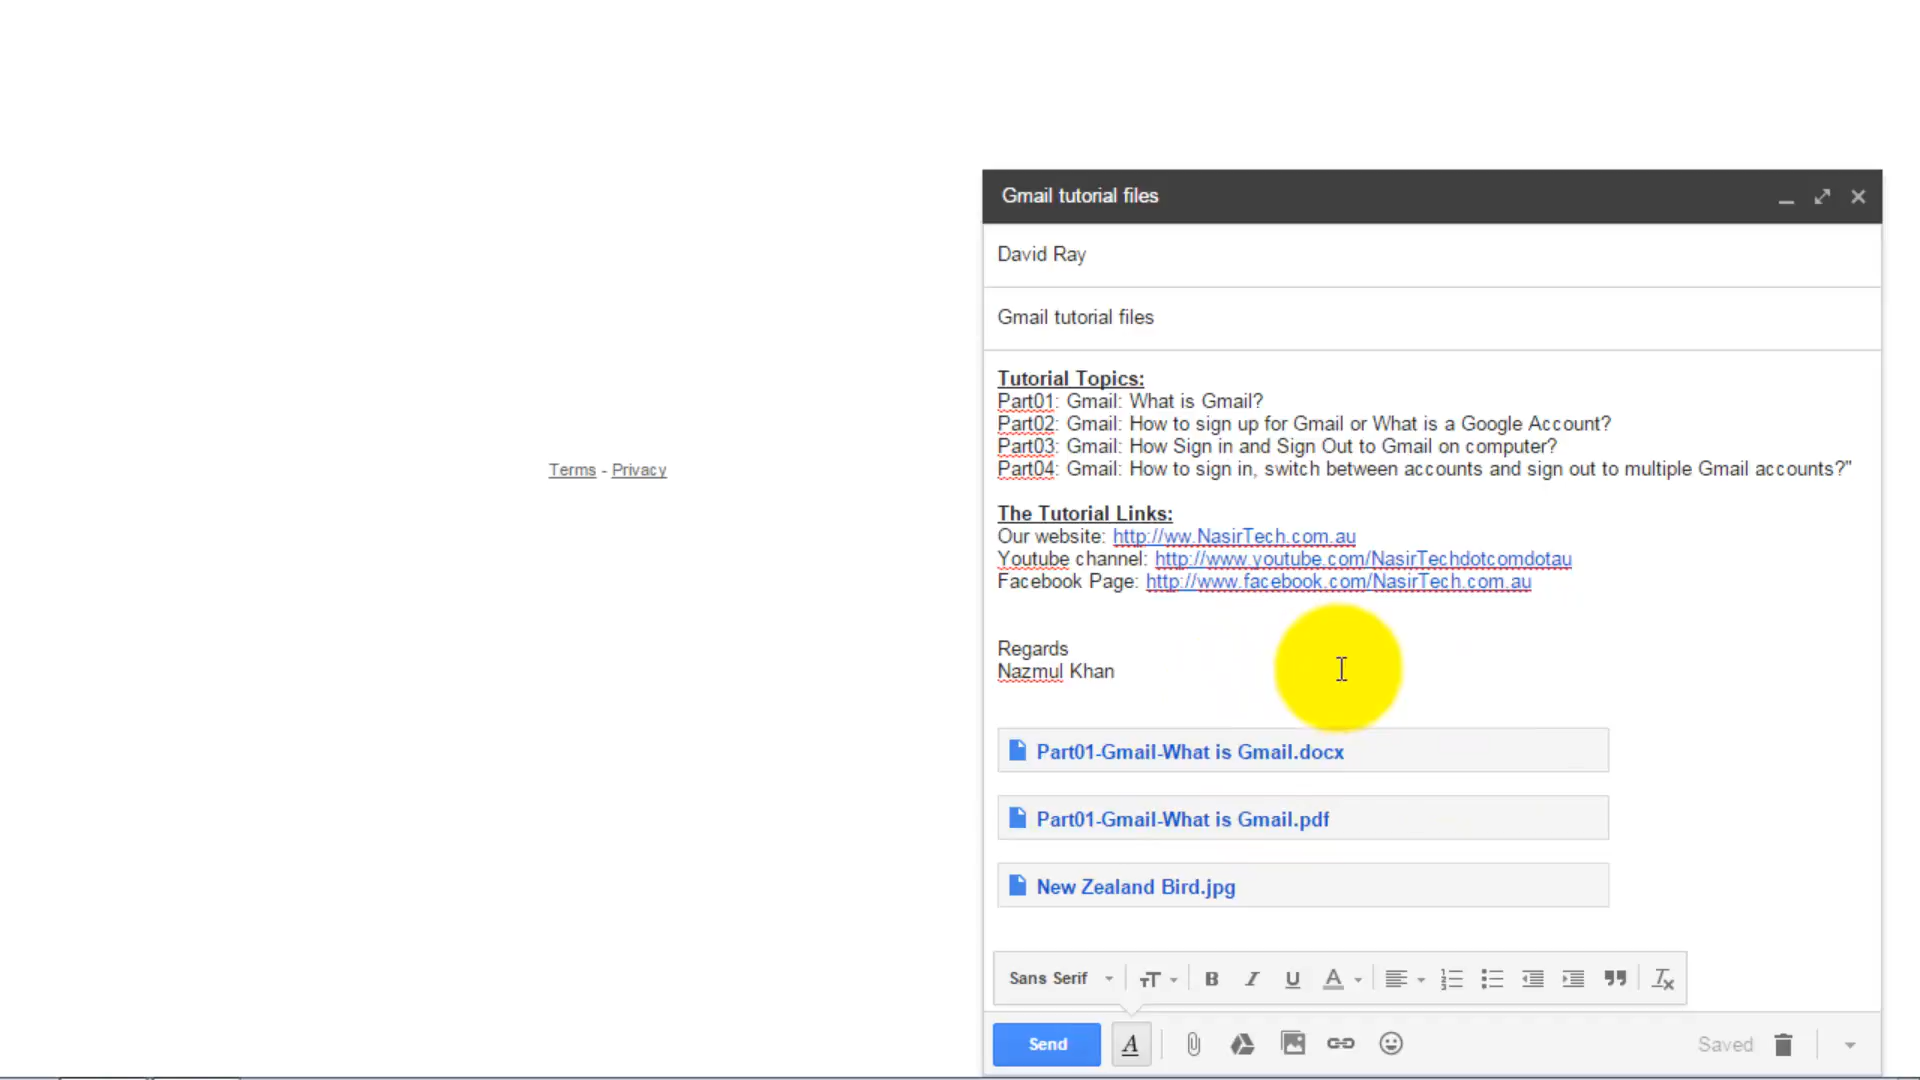 Gmail tutorial files
David Ray
Gmail tutorial files
Tutorial Topics:
Part01: Gmail: What is Gmail?
Part02: Gmail: How to sign up for Gmail or What is a Google Account?
Part03: Gmail: How Sign in and Sign Out to Gmail on computer?
Part04: Gmail: How to sign in, switch between accounts and sign out to multiple Gmail accounts?"
Terms - Privacy
The Tutorial Links:
Our website: http://ww.NasirTech.com.au
Youtube channel: http://www.youtube.com/NasirTechdotcomdotau
Facebook Page: http://www.facebook.com/NasirTech.com.au
Regards
Nazmul Khan
Part01-Gmail-What is Gmail.docx
Part01-Gmail-What is Gmail.pdf
New Zealand Bird.jpg
Sans Serif
Send
Saved